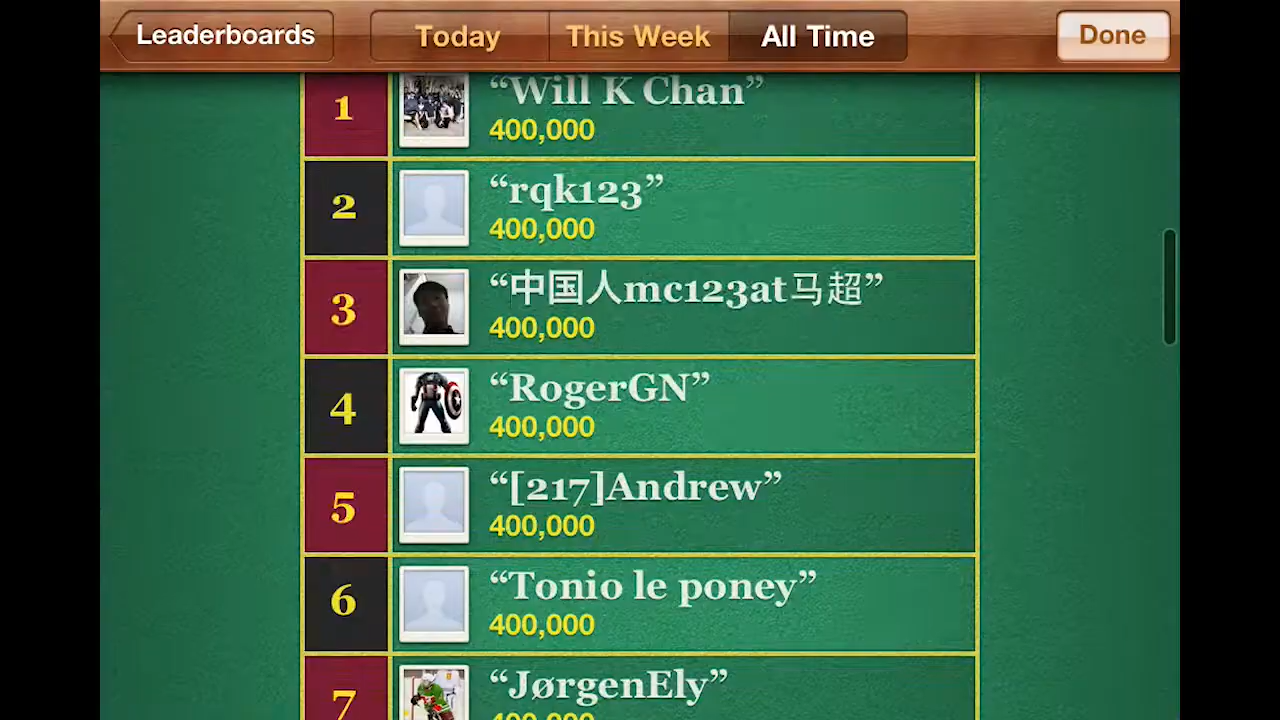 Leaderboards
Today
This Week
All Time
Done
1
“Will K Chan”
400,000
2
“rqk123”
400,000
3
“中国人mc123at马超”
400,000
4
“RogerGN”
400,000
5
“[217]Andrew”
400,000
6
“Tonio le poney”
400,000
7
“JørgenEly”
400,000